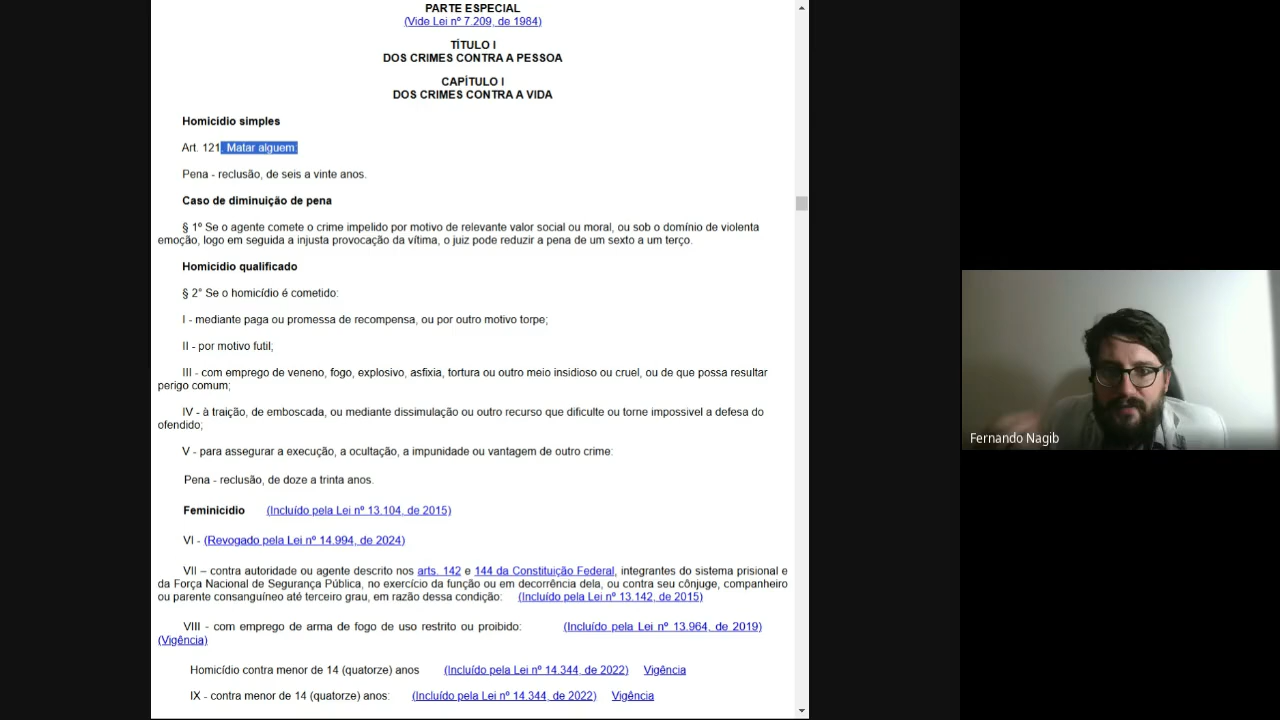 PARTE ESPECIAL
(Vide Lei nº 7.209, de 1984)
TÍTULO I
DOS CRIMES CONTRA A PESSOA
CAPÍTULO I
DOS CRIMES CONTRA A VIDA
Homicidio simples
Art. 121. Matar alguem:
Pena - reclusão, de seis a vinte anos.
Caso de diminuição de pena
§ 1º Se o agente comete o crime impelido por motivo de relevante valor social ou moral, ou sob o domínio de violenta
emoção, logo em seguida a injusta provocação da vítima, o juiz pode reduzir a pena de um sexto a um terço.
Homicidio qualificado
§ 2° Se o homicídio é cometido:
I - mediante paga ou promessa de recompensa, ou por outro motivo torpe;
II - por motivo futil;
III - com emprego de veneno, fogo, explosivo, asfixia, tortura ou outro meio insidioso ou cruel, ou de que possa resultar
perigo comum;
IV - à traição, de emboscada, ou mediante dissimulação ou outro recurso que dificulte ou torne impossivel a defesa do
ofendido;
V - para assegurar a execução, a ocultação, a impunidade ou vantagem de outro crime:
Pena - reclusão, de doze a trinta anos.
Feminicidio (Incluído pela Lei nº 13.104, de 2015)
VI - (Revogado pela Lei nº 14.994, de 2024)
VII – contra autoridade ou agente descrito nos arts. 142 e 144 da Constituição Federal, integrantes do sistema prisional e
da Força Nacional de Segurança Pública, no exercício da função ou em decorrência dela, ou contra seu cônjuge, companheiro
ou parente consanguíneo até terceiro grau, em razão dessa condição: (Incluído pela Lei nº 13.142, de 2015)
VIII - com emprego de arma de fogo de uso restrito ou proibido: (Incluído pela Lei nº 13.964, de 2019)
(Vigência)
Homicídio contra menor de 14 (quatorze) anos (Incluído pela Lei nº 14.344, de 2022) Vigência
IX - contra menor de 14 (quatorze) anos: (Incluído pela Lei nº 14.344, de 2022) Vigência
Fernando Nagib